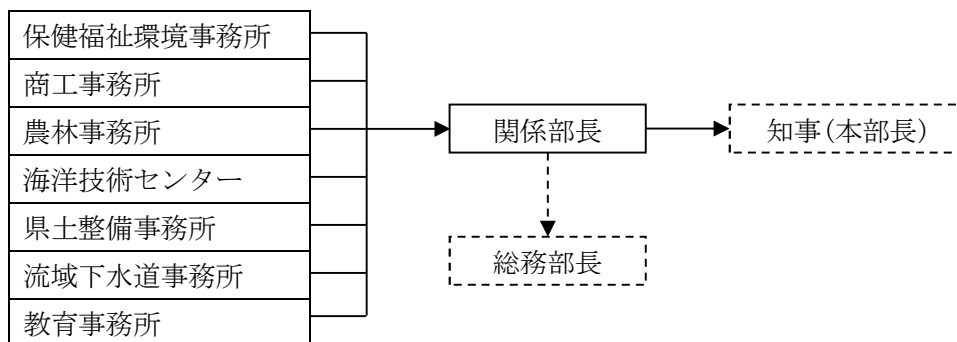 保健福祉環境事務所
商工事務所
農林事務所
海洋技術センター
県土整備事務所
流域下水道事務所
教育事務所
関係部長
知事(本部長)
総務部長